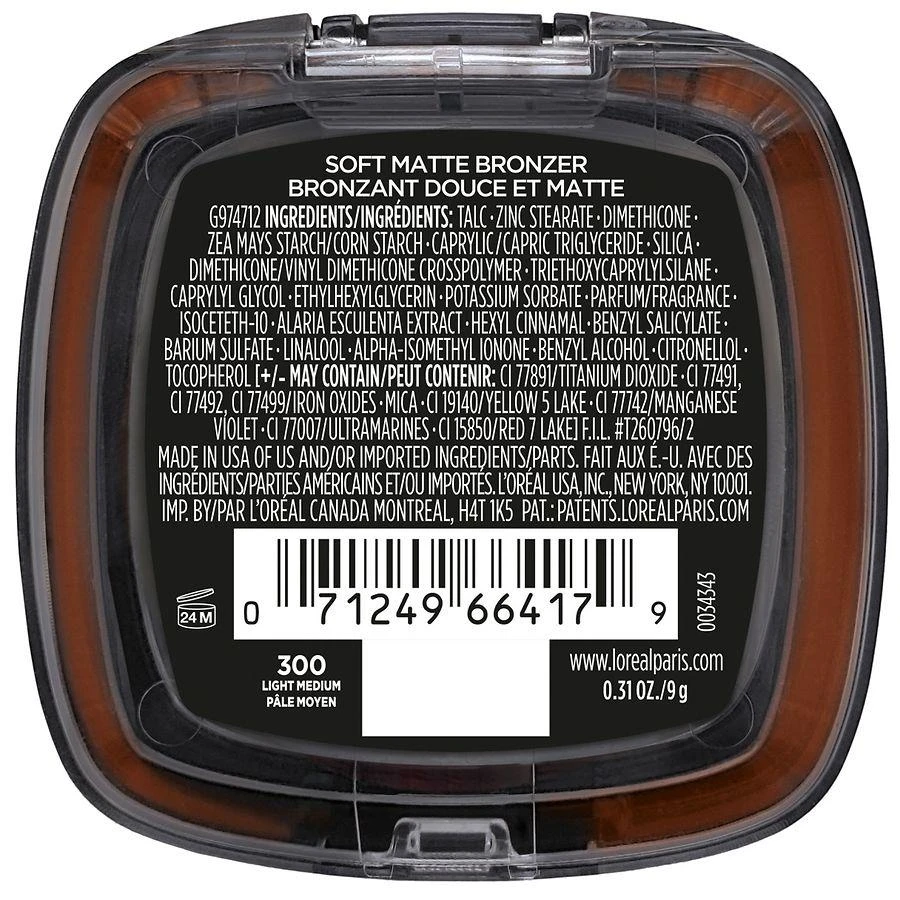 SOFT MATTE BRONZER
BRONZANT DOUCE ET MATTE
G974712 INGREDIENTS/INGRÉDIENTS: TALC · ZINC STEARATE · DIMETHICONE ·
ZEA MAYS STARCH/CORN STARCH · CAPRYLIC/CAPRIC TRIGLYCERIDE · SILICA ·
DIMETHICONE/VINYL DIMETHICONE CROSSPOLYMER · TRIETHOXYCAPRYLYLSILANE ·
CAPRYLYL GLYCOL · ETHYLHEXYLGLYCERIN · POTASSIUM SORBATE · PARFUM/FRAGRANCE ·
ISOCETETH-10 · ALARIA ESCULENTA EXTRACT · HEXYL CINNAMAL · BENZYL SALICYLATE ·
BARIUM SULFATE · LINALOOL · ALPHA-ISOMETHYL IONONE · BENZYL ALCOHOL · CITRONELLOL ·
TOCOPHEROL [+/- MAY CONTAIN/PEUT CONTENIR: CI 77891/TITANIUM DIOXIDE · CI 77491,
CI 77492, CI 77499/IRON OXIDES · MICA · CI 19140/YELLOW 5 LAKE · CI 77742/MANGANESE
VIOLET · CI 77007/ULTRAMARINES · CI 15850/RED 7 LAKE] F.I.L. #T260796/2
MADE IN USA OF US AND/OR IMPORTED INGREDIENTS/PARTS. FAIT AUX É.-U. AVEC DES
INGRÉDIENTS/PARTIES AMÉRICAINS ET/OU IMPORTÉS. L'ORÉAL USA, INC., NEW YORK, NY 10001.
IMP. BY/PAR L'ORÉAL CANADA MONTREAL, H4T 1K5 PAT.: PATENTS.LOREALPARIS.COM
24 M
0 71249 66417 9
0034343
300
LIGHT MEDIUM
PÂLE MOYEN
www.lorealparis.com
0.31 OZ./9 g